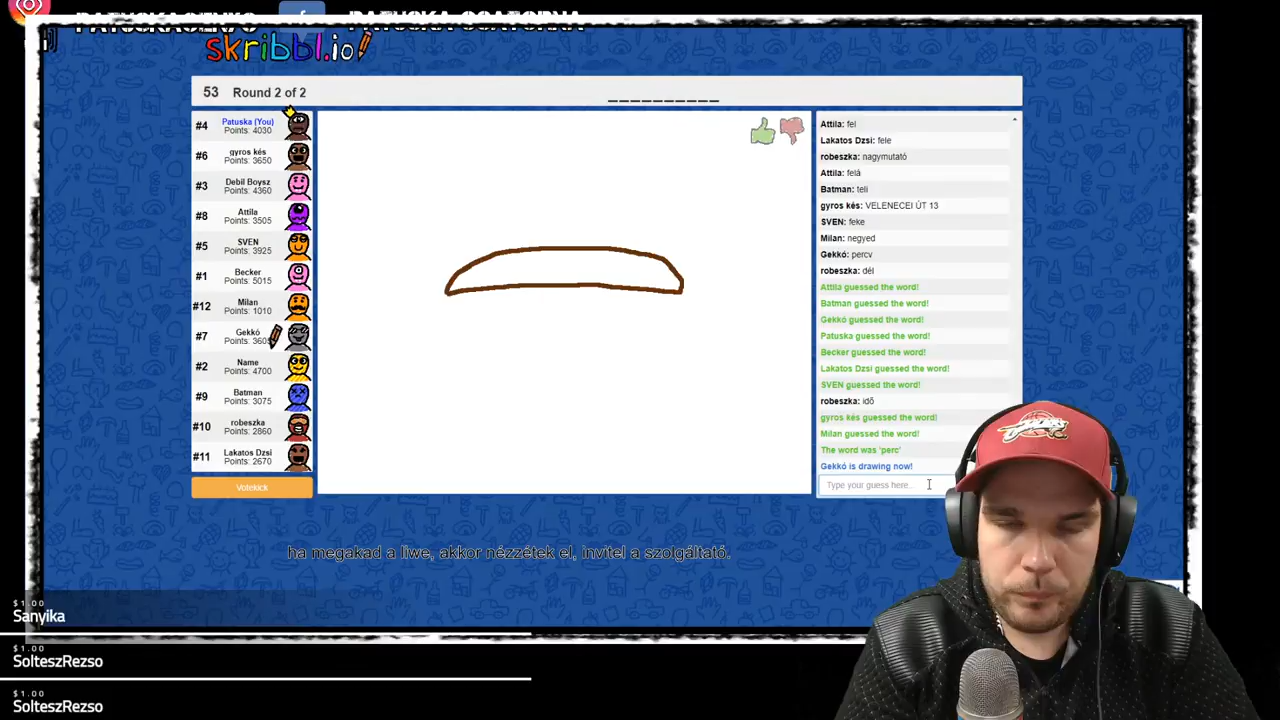 skribbl.io
53 Round 2 of 2
__________
#4 Patuska (You)
Points: 4030
#6 gyros kés
Points: 3650
#3 Debil Boysz
Points: 4360
#8 Attila
Points: 3505
#5 SVEN
Points: 3925
#1 Becker
Points: 5015
#12 Milan
Points: 1010
#7 Gekkó
Points: 3605
#2 Name
Points: 4700
#9 Batman
Points: 3075
#10 robeszka
Points: 2860
#11 Lakatos Dzsi
Points: 2670
Votekick
Attila: fel
Lakatos Dzsi: fele
robeszka: nagymutató
Attila: felá
Batman: teli
gyros kés: VELENECEI ÚT 13
SVEN: feke
Milan: negyed
Gekkó: percv
robeszka: dél
Attila guessed the word!
Batman guessed the word!
Gekkó guessed the word!
Patuska guessed the word!
Becker guessed the word!
Lakatos Dzsi guessed the word!
SVEN guessed the word!
robeszka: idő
gyros kés guessed the word!
Milan guessed the word!
The word was 'perc'
Gekkó is drawing now!
Type your guess here...
ha megakad a liwe, akkor nézzétek el, invitel a szolgáltató.
$1.00
Sanyika
$1.00
SolteszRezso
$1.00
SolteszRezso